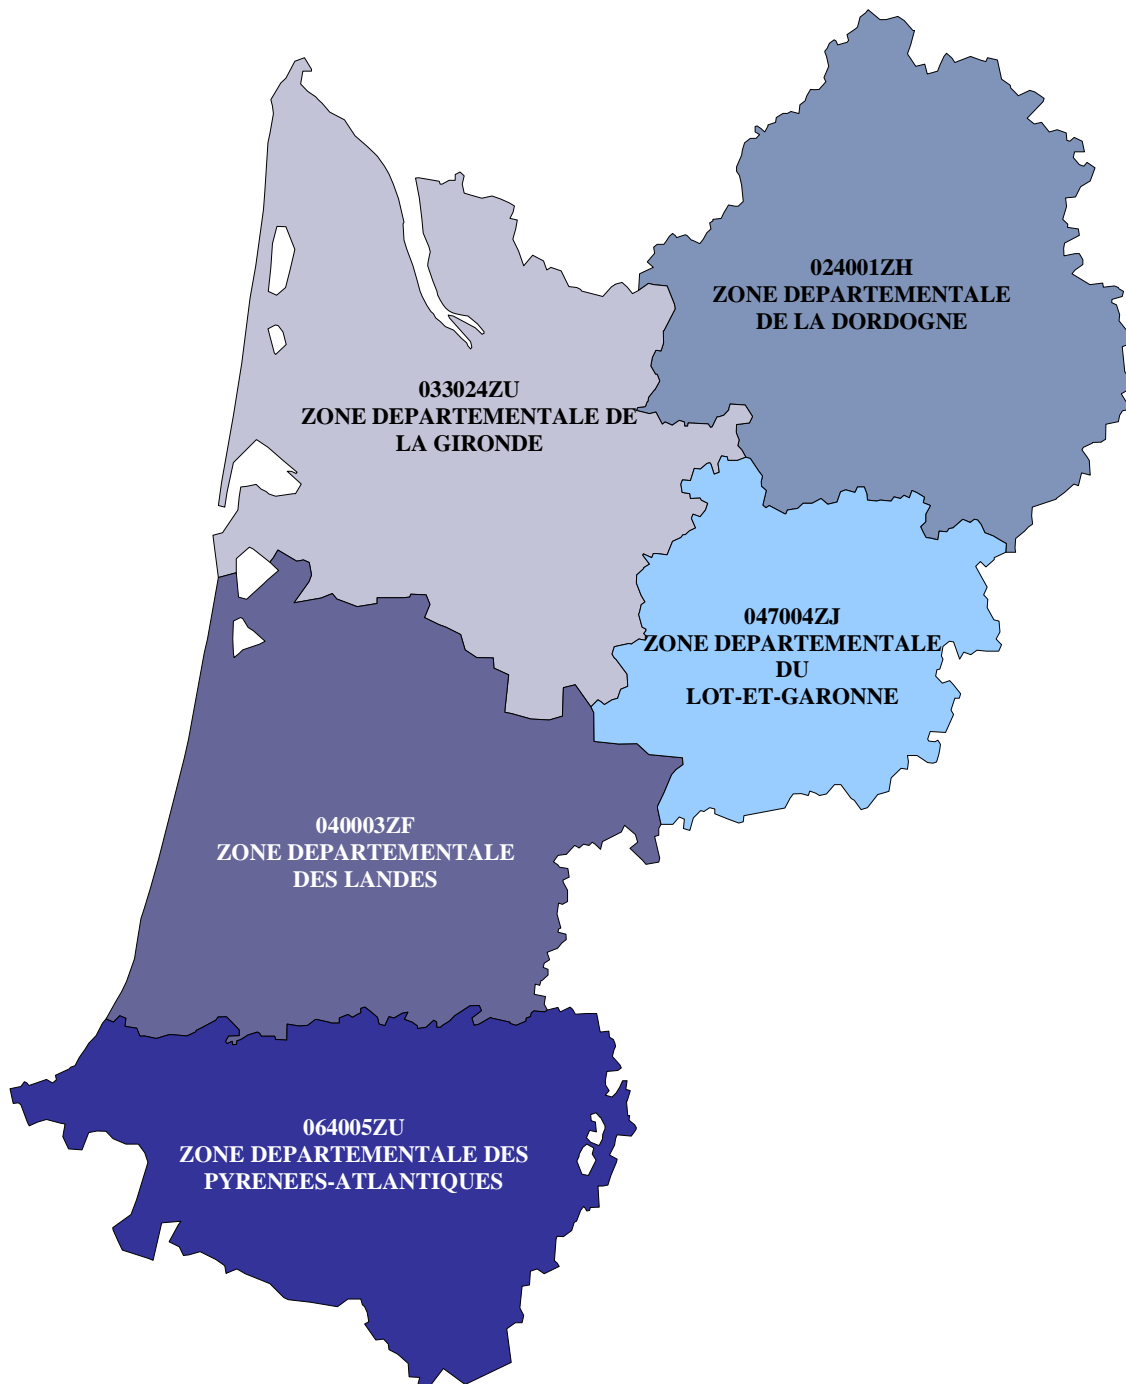 024001ZH
ZONE DEPARTEMENTALE
DE LA DORDOGNE
033024ZU
ZONE DEPARTEMENTALE DE
LA GIRONDE
047004ZJ
ZONE DEPARTEMENTALE
DU
LOT-ET-GARONNE
040003ZF
ZONE DEPARTEMENTALE
DES LANDES
064005ZU
ZONE DEPARTEMENTALE DES
PYRENEES-ATLANTIQUES